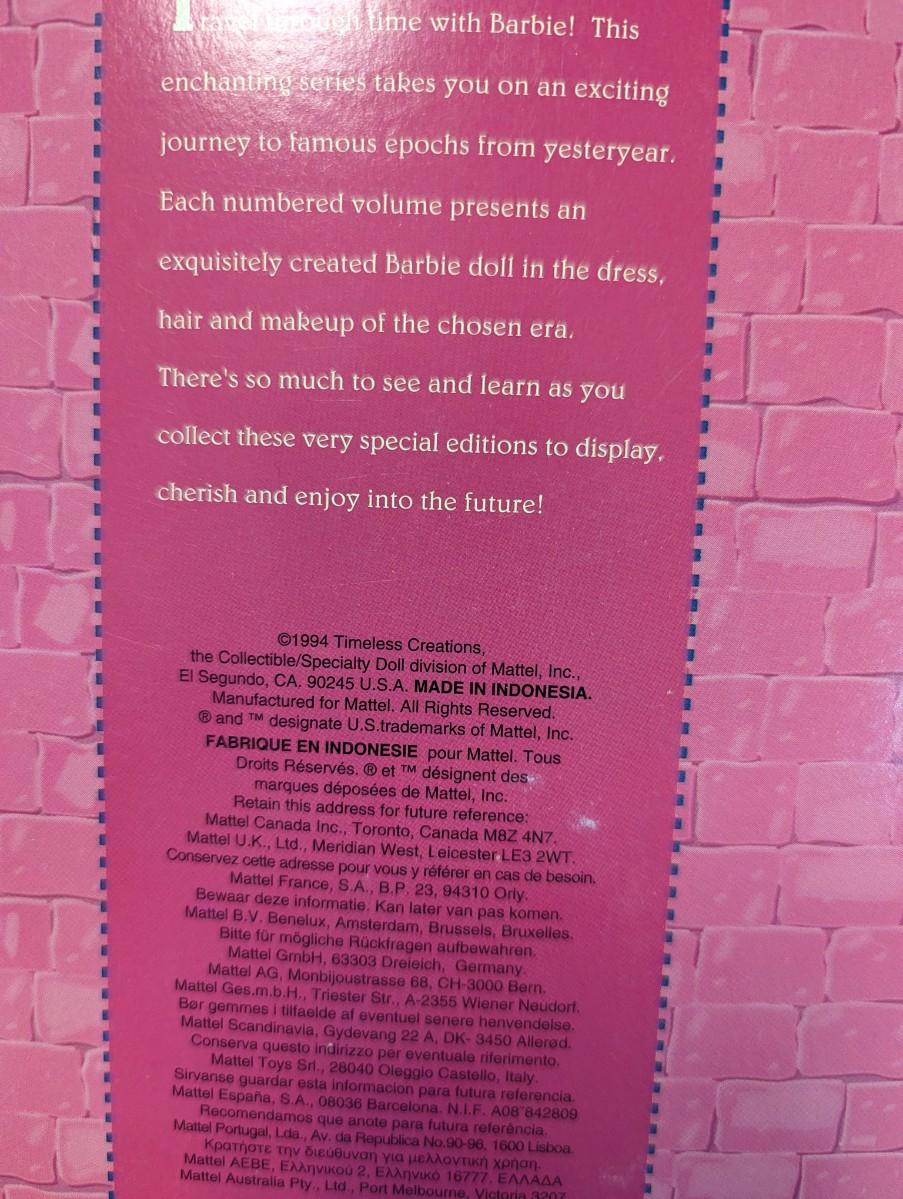 Travel through time with Barbie! This
enchanting series takes you on an exciting
journey to famous epochs from yesteryear.
Each numbered volume presents an
exquisitely created Barbie doll in the dress,
hair and makeup of the chosen era.
There's so much to see and learn as you
collect these very special editions to display,
cherish and enjoy into the future!
©1994 Timeless Creations,
the Collectible/Specialty Doll division of Mattel, Inc.,
El Segundo, CA. 90245 U.S.A. MADE IN INDONESIA.
Manufactured for Mattel. All Rights Reserved.
® and ™ designate U.S.trademarks of Mattel, Inc.
FABRIQUE EN INDONESIE pour Mattel. Tous
Droits Réservés. ® et ™ désignent des
marques déposées de Mattel, Inc.
Retain this address for future reference:
Mattel Canada Inc., Toronto, Canada M8Z 4N7.
Mattel U.K., Ltd., Meridian West, Leicester LE3 2WT.
Conservez cette adresse pour vous y référer en cas de besoin.
Mattel France, S.A., B.P. 23, 94310 Orly.
Bewaar deze informatie. Kan later van pas komen.
Mattel B.V. Benelux, Amsterdam, Brussels, Bruxelles.
Bitte für mögliche Rückfragen aufbewahren.
Mattel GmbH, 63303 Dreieich, Germany.
Mattel AG, Monbijoustrasse 68, CH-3000 Bern.
Mattel Ges.m.b.H., Triester Str., A-2355 Wiener Neudorf.
Bør gemmes i tilfaelde af eventuel senere henvendelse.
Mattel Scandinavia, Gydevang 22 A, DK- 3450 Allerød.
Conserva questo indirizzo per eventuale riferimento.
Mattel Toys Srl., 28040 Oleggio Castello, Italy.
Sirvanse guardar esta informacion para futura referencia.
Mattel España, S.A., 08036 Barcelona. N.I.F. A08 842809
Recomendamos que anote para futura referência.
Mattel Portugal, Lda., Av. da Republica No.90-96, 1600 Lisboa.
Κρατήστε την διεύθυνση για μελλοντική χρήση.
Mattel AEBE, Ελληνικού 2, Ελληνικό 16777. ΕΛΛΑΔΑ
Mattel Australia Pty., Ltd., Port Melbourne, Victoria 3207